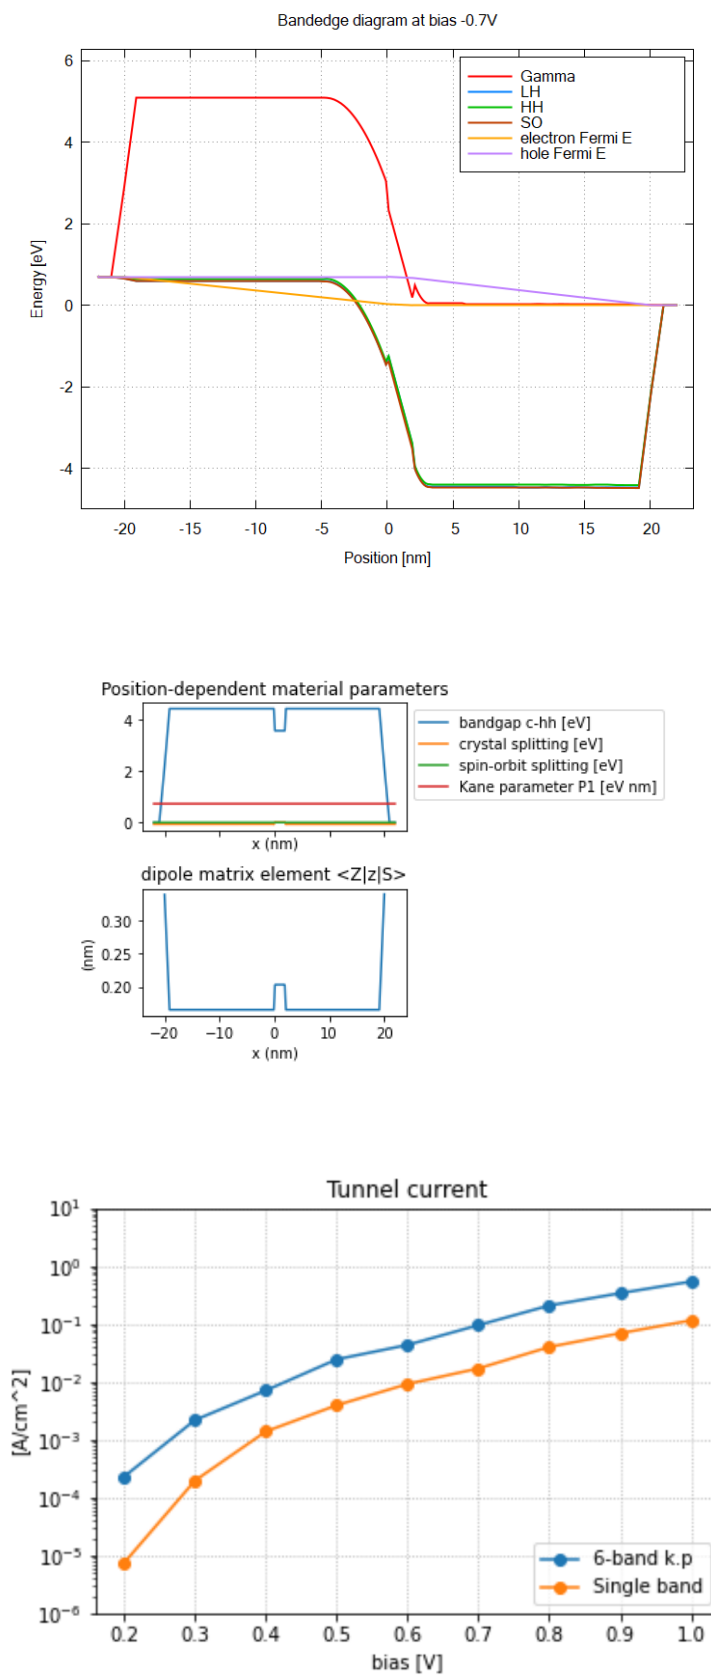 Bandedge diagram at bias -0.7V
6
4
2
0
-2
-4
Energy [eV]
Gamma
LH
HH
SO
electron Fermi E
hole Fermi E
-20 -15 -10 -5 0 5 10 15 20
Position [nm]
Position-dependent material parameters
4
2
0
x (nm)
bandgap c-hh [eV]
crystal splitting [eV]
spin-orbit splitting [eV]
Kane parameter P1 [eV nm]
dipole matrix element <Z|z|S>
0.30
0.25
0.20
(nm)
−20 −10 0 10 20
x (nm)
Tunnel current
10^1
10^0
10^−1
10^−2
10^−3
10^−4
10^−5
10^−6
[A/cm^2]
6-band k.p
Single band
0.2 0.3 0.4 0.5 0.6 0.7 0.8 0.9 1.0
bias [V]